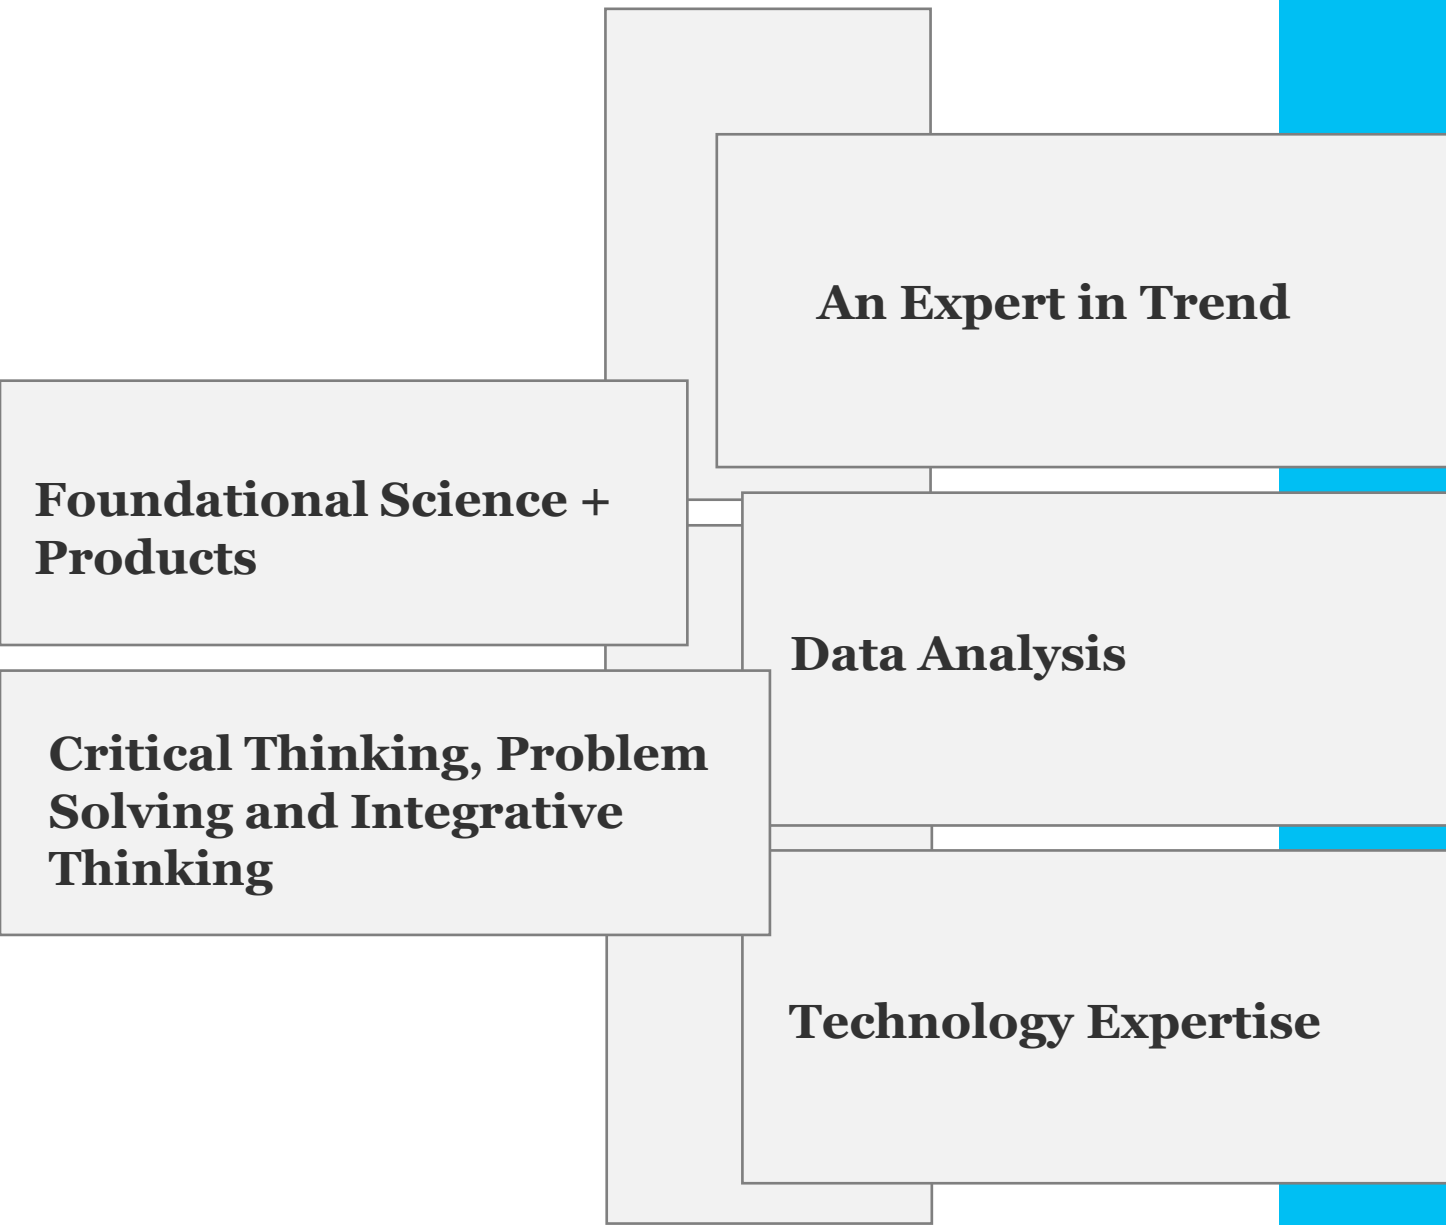 An Expert in Trend
Foundational Science +
Products
Data Analysis
Critical Thinking, Problem
Solving and Integrative
Thinking
Technology Expertise